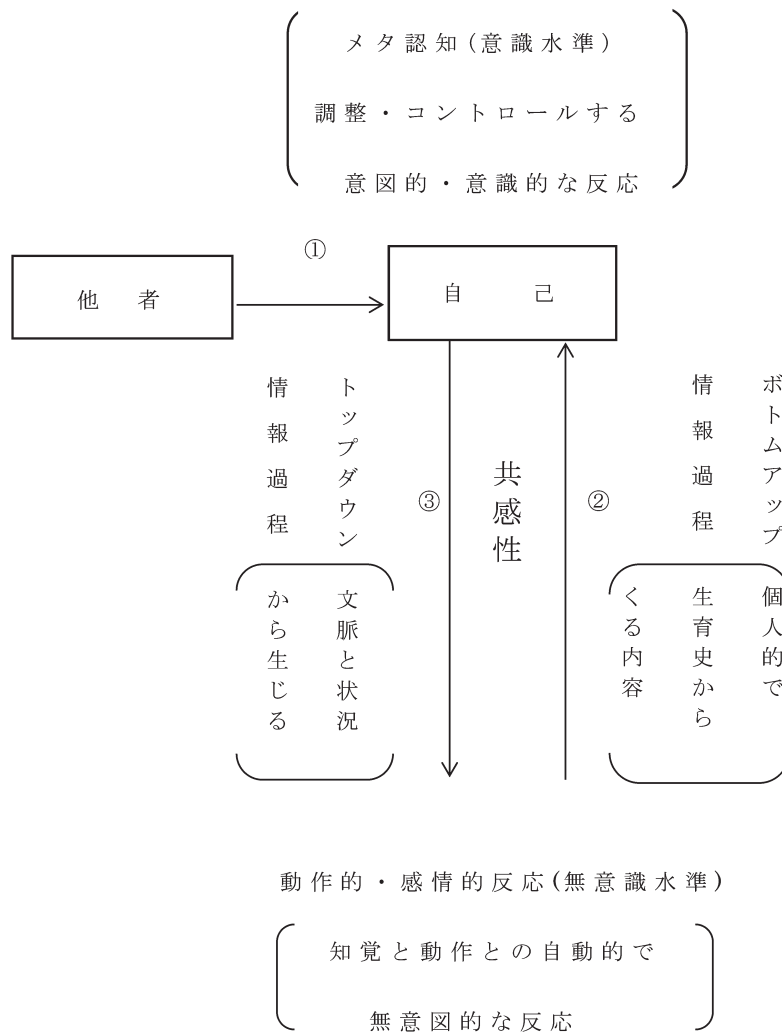 メタ認知(意識水準)
調整・コントロールする
意図的・意識的な反応
①
他者
自己
トップダウン
情報過程
文脈と状況
から生じる
③
共感性
②
ボトムアップ
情報過程
個人的で
生育史から
くる内容
動作的・感情的反応(無意識水準)
知覚と動作との自動的で
無意図的な反応